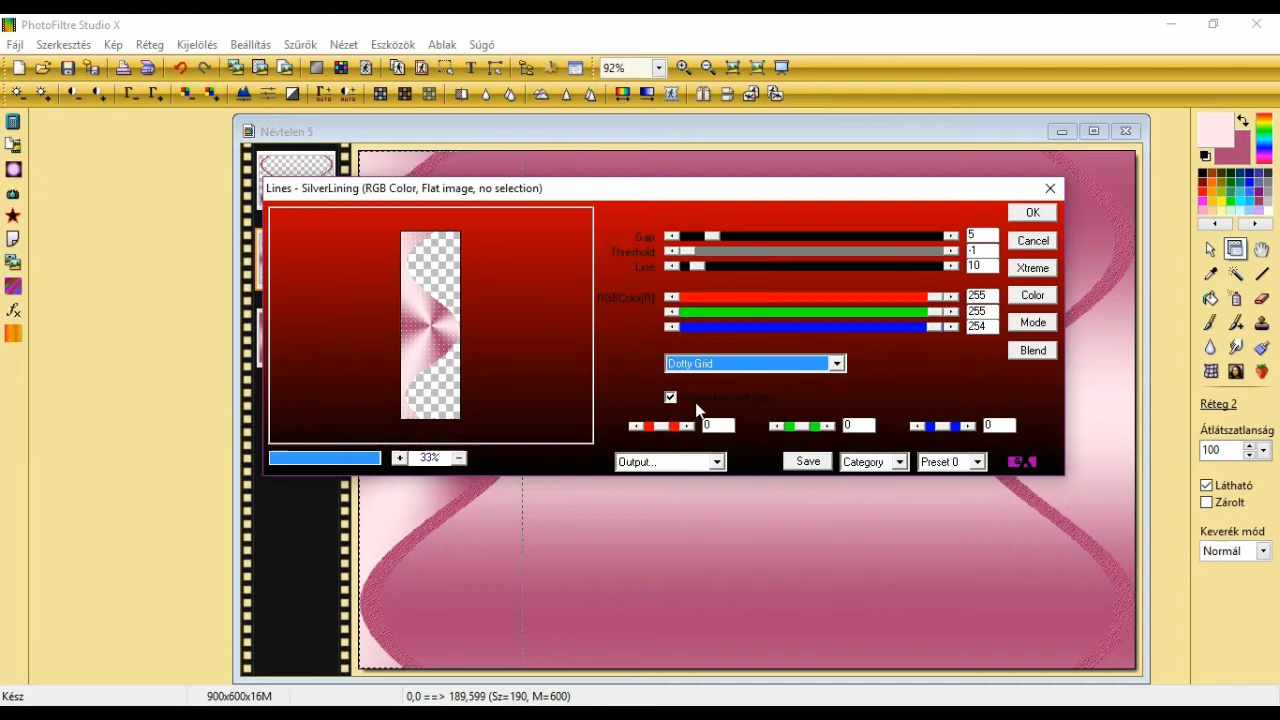 PhotoFiltre Studio X
Fájl Szerkesztés Kép Réteg Kijelölés Beállítás Szűrők Nézet Eszközök Ablak Súgó
92%
AUTO AUTO
Névtelen 5
Lines - SilverLining (RGB Color, Flat image, no selection)
Gap: 5
Threshold: -1
Line: 10
RGBColor[R] 255
255
254
OK
Cancel
Xtreme
Color
Mode
Blend
Dotty Grid
0 0 0
33%
Output... Save Category Preset 0
Réteg 2
Átlátszatlanság
100
Látható
Zárolt
Keverék mód
Normál
Kész 900x600x16M 0,0 ==> 189,599 (Sz=190, M=600)